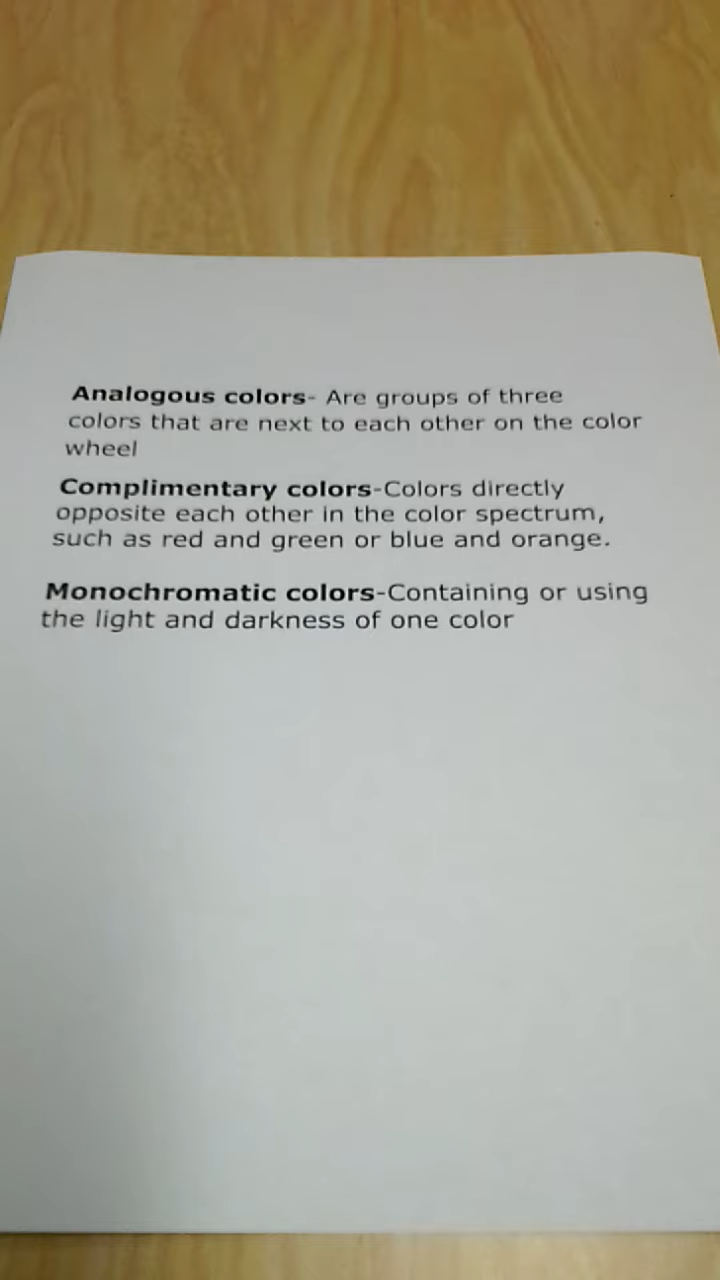 Analogous colors- Are groups of three
colors that are next to each other on the color
wheel
Complimentary colors-Colors directly
opposite each other in the color spectrum,
such as red and green or blue and orange.
Monochromatic colors-Containing or using
the light and darkness of one color